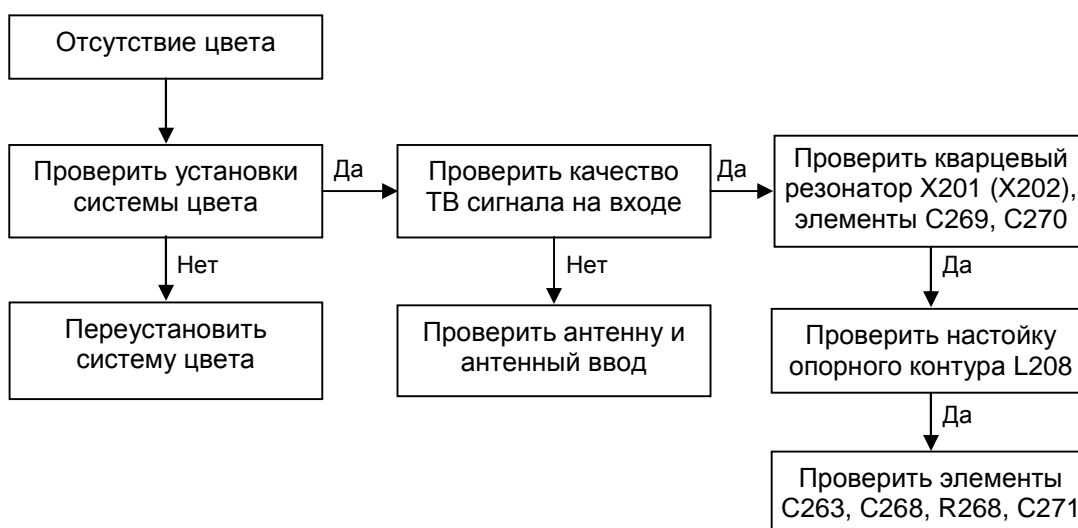 Отсутствие цвета
Проверить установки
системы цвета
Да
Проверить качество
ТВ сигнала на входе
Да
Проверить кварцевый
резонатор X201 (X202),
элементы C269, C270
Нет
Нет
Да
Переустановить
систему цвета
Проверить антенну и
антенный ввод
Проверить настойку
опорного контура L208
Да
Проверить элементы
C263, C268, R268, C271